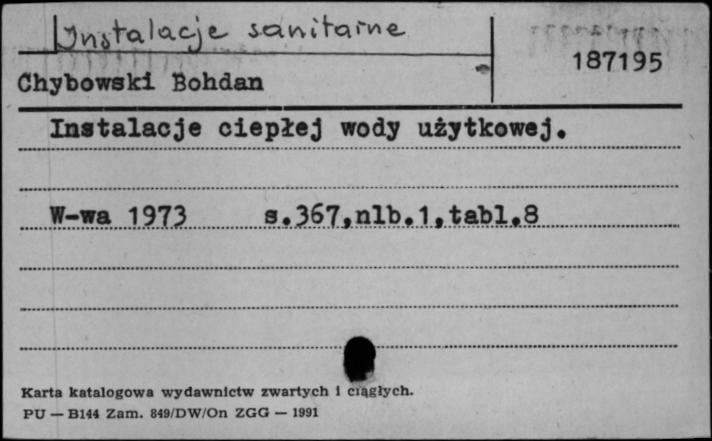 Instalacje sanitarne
187195
Chybowski Bohdan
Instalacje ciepłej wody użytkowej.
W-wa 1973 s.367,nlb.1,tabl.8
Karta katalogowa wydawnictw zwartych i ciągłych.
PU — B144 Zam. 849/DW/On ZGG — 1991